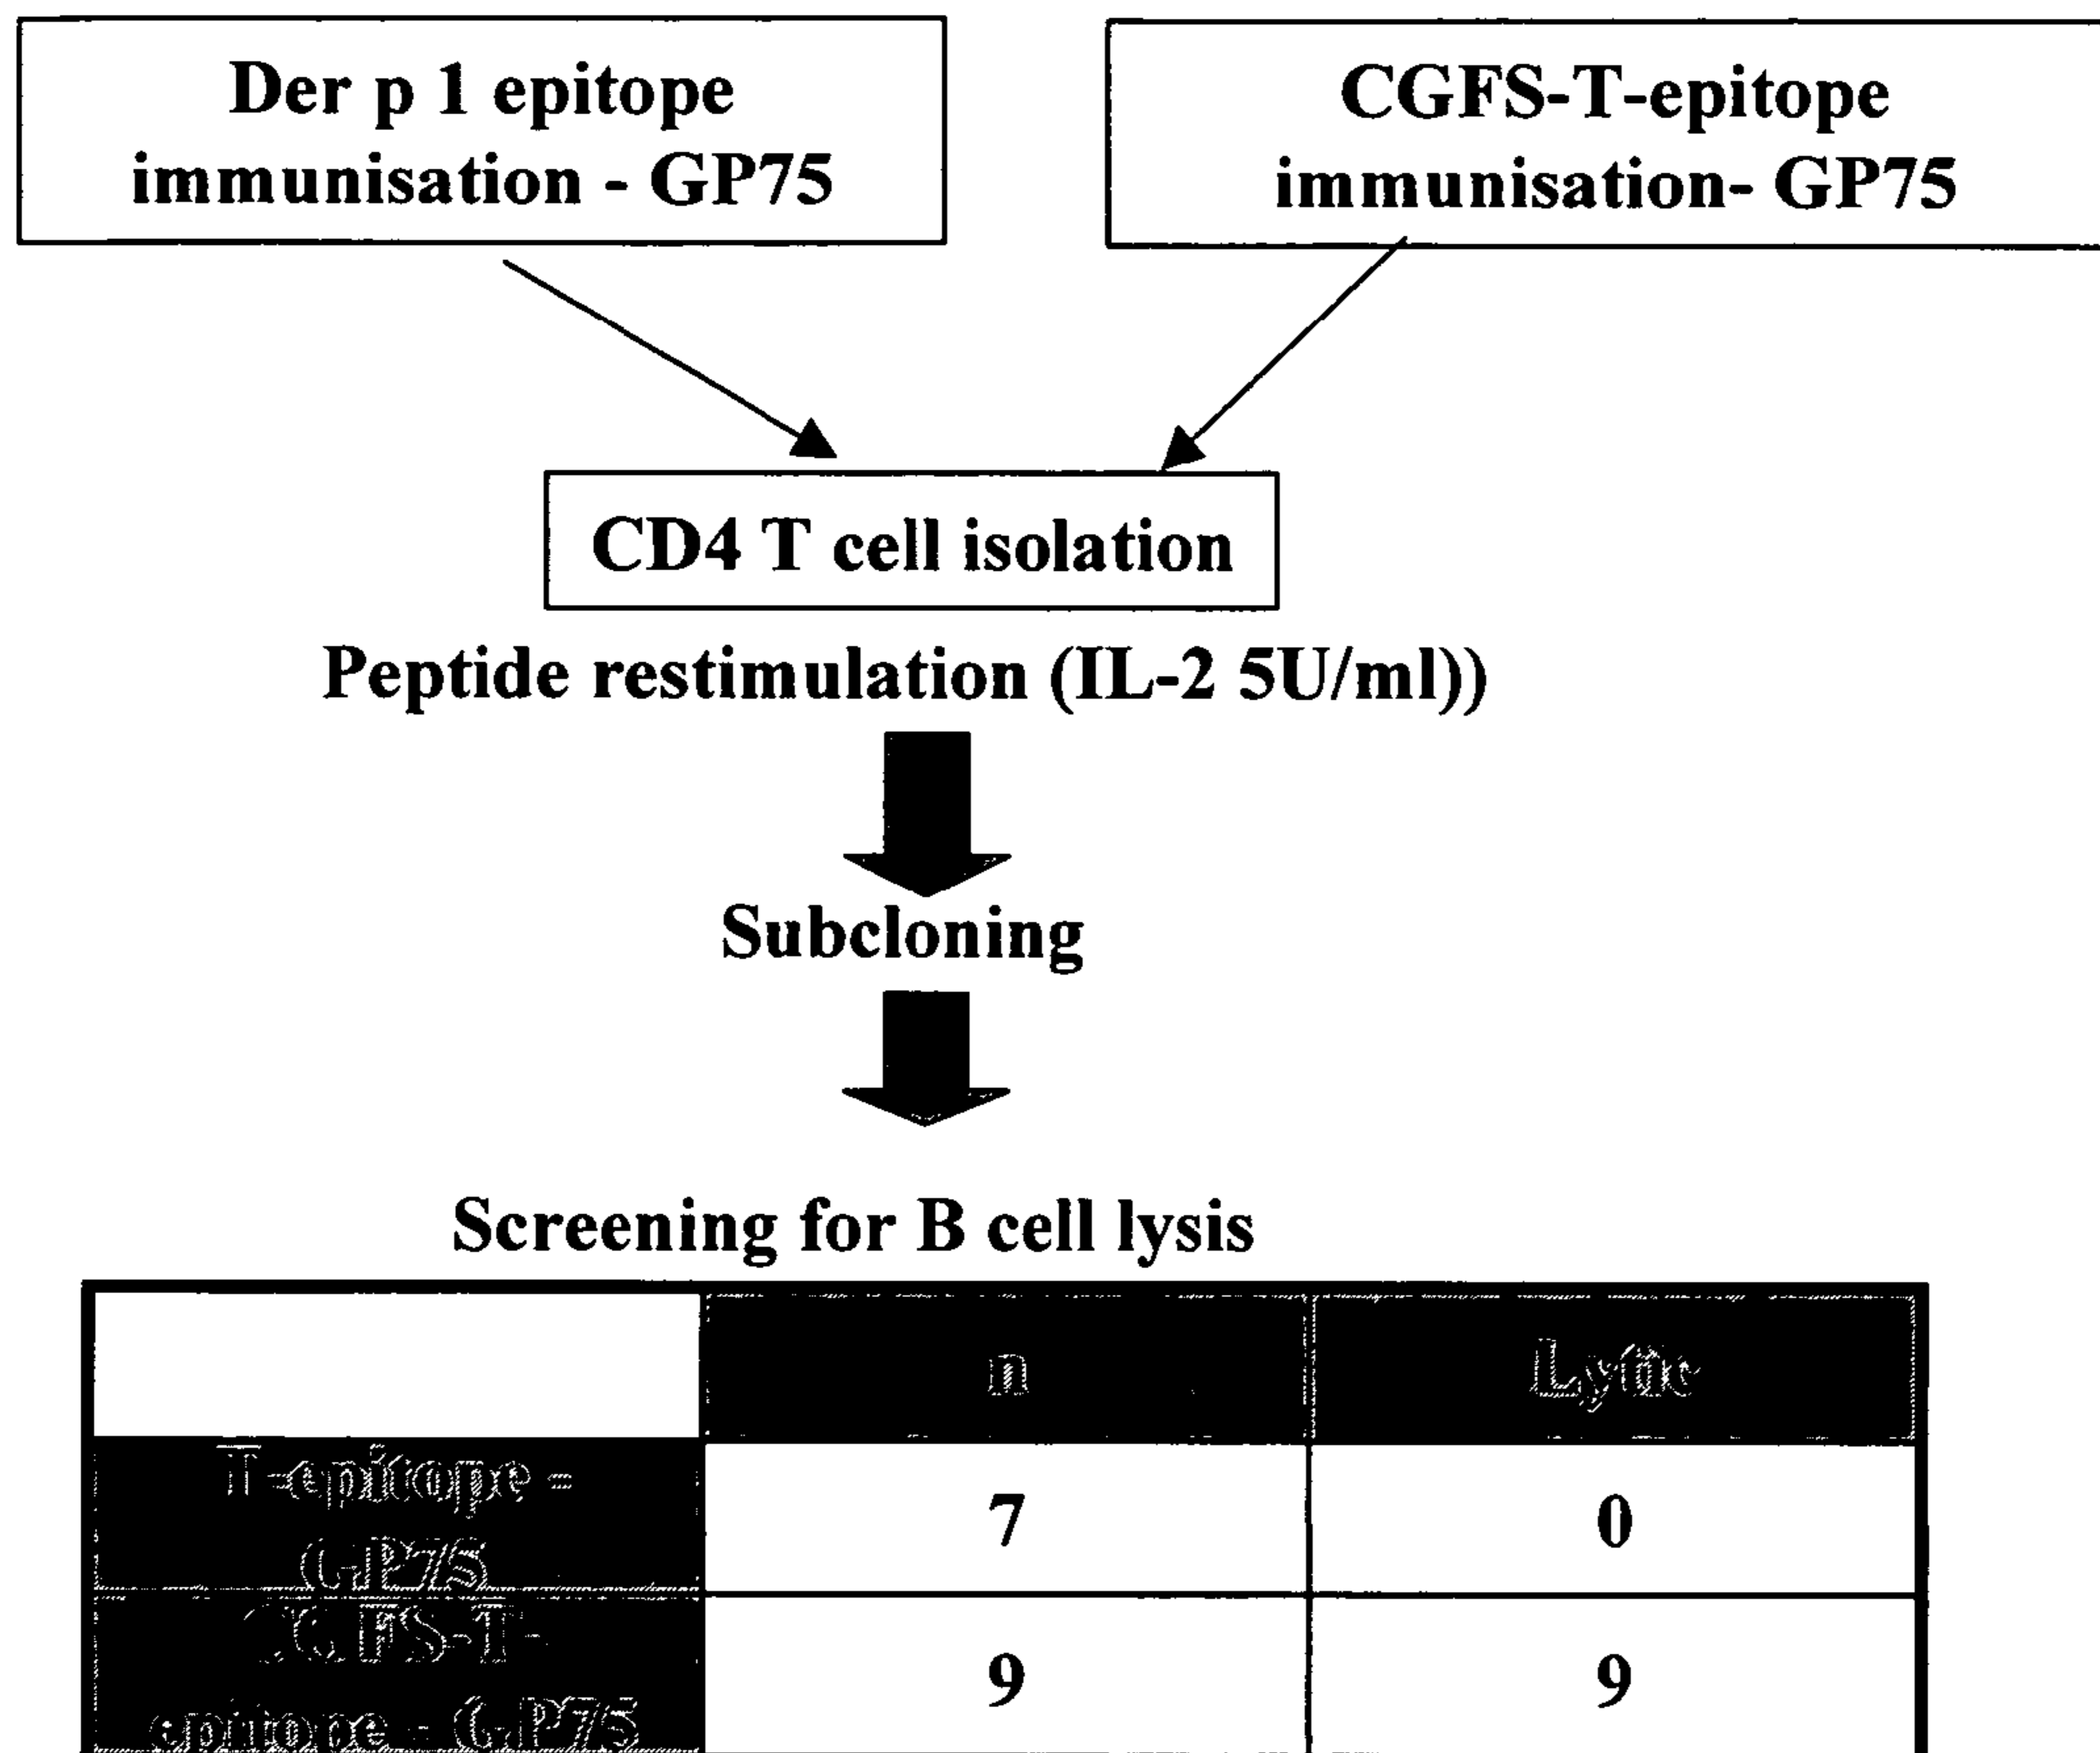 Der p 1 epitope
immunisation - GP75
CGFS-T-epitope
immunisation- GP75
CD4 T cell isolation
Peptide restimulation (IL-2 5U/ml))
Subcloning
Screening for B cell lysis
n Lytic
T-epitope -
GP75
7 0
CGFS-T-
epitope - GP75
9 9